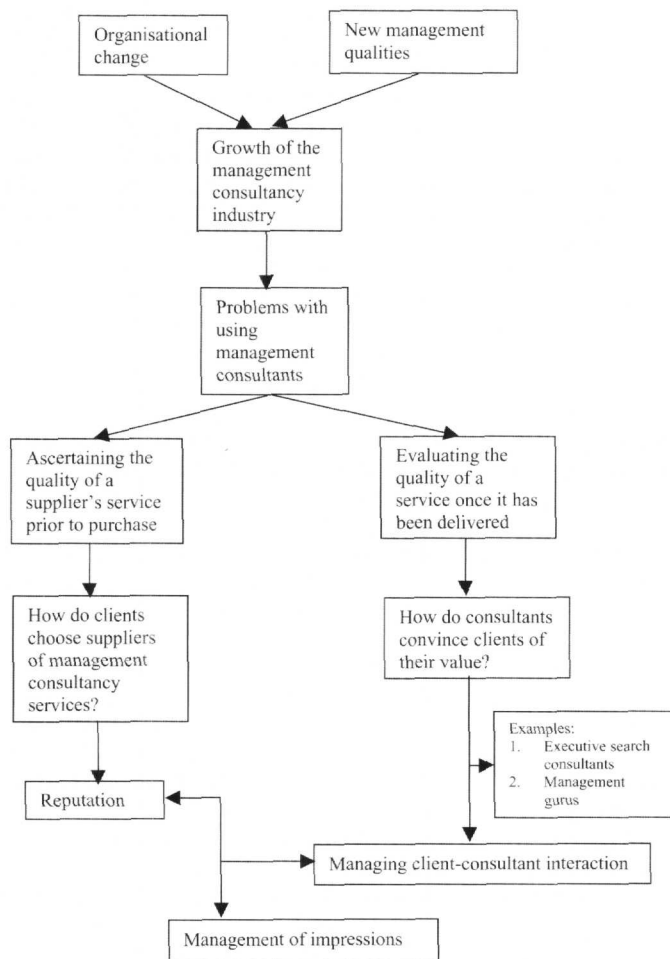 Organisational
change
New management
qualities
Growth of the
management
consultancy
industry
Problems with
using
management
consultants
Ascertaining the
quality of a
supplier's service
prior to purchase
Evaluating the
quality of a
service once it has
been delivered
How do clients
choose suppliers
of management
consultancy
services?
How do consultants
convince clients of
their value?
Examples:
1. Executive search
consultants
2. Management
gurus
Reputation
Managing client-consultant interaction
Management of impressions